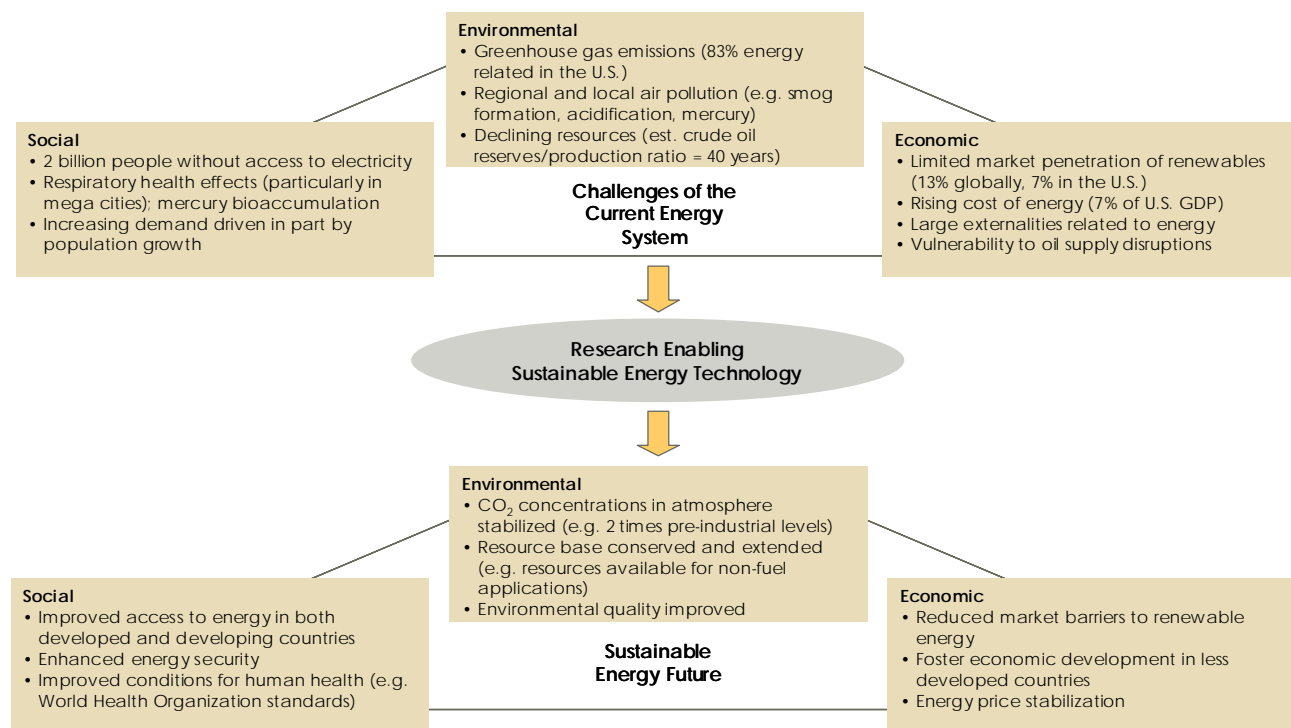 Environmental
• Greenhouse gas emissions (83% energy
related in the U.S.)
• Regional and local air pollution (e.g. smog
formation, acidification, mercury)
• Declining resources (est. crude oil
reserves/production ratio = 40 years)
Social
• 2 billion people without access to electricity
• Respiratory health effects (particularly in
mega cities); mercury bioaccumulation
• Increasing demand driven in part by
population growth
Economic
• Limited market penetration of renewables
(13% globally, 7% in the U.S.)
• Rising cost of energy (7% of U.S. GDP)
• Large externalities related to energy
• Vulnerability to oil supply disruptions
Challenges of the
Current Energy
System
Research Enabling
Sustainable Energy Technology
Environmental
• CO₂ concentrations in atmosphere
stabilized (e.g. 2 times pre-industrial levels)
• Resource base conserved and extended
(e.g. resources available for non-fuel
applications)
• Environmental quality improved
Social
• Improved access to energy in both
developed and developing countries
• Enhanced energy security
• Improved conditions for human health (e.g.
World Health Organization standards)
Economic
• Reduced market barriers to renewable
energy
• Foster economic development in less
developed countries
• Energy price stabilization
Sustainable
Energy Future